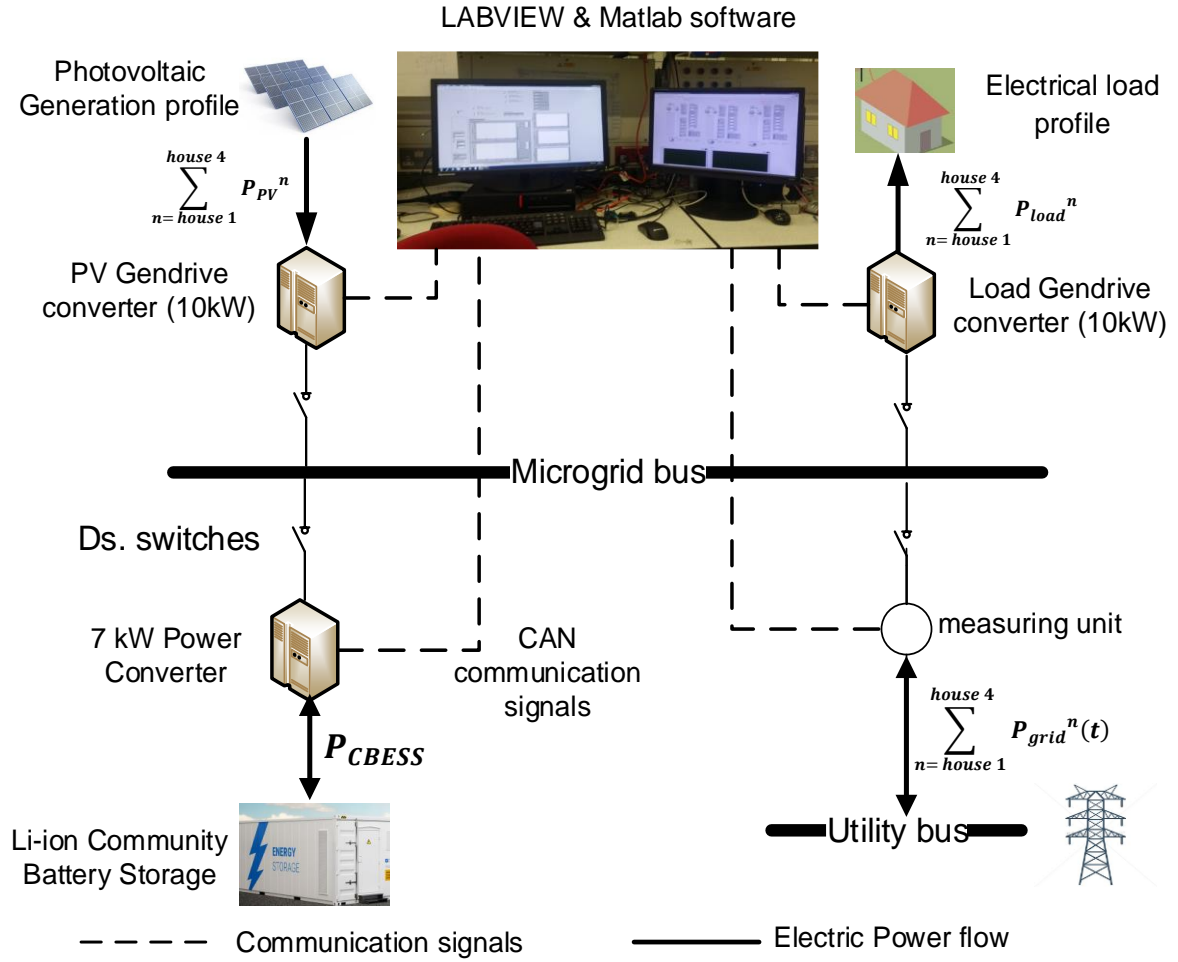 LABVIEW & Matlab software
Photovoltaic
Generation profile
Electrical load
profile
house 4
∑ P_PV^n
n= house 1
house 4
∑ P_load^n
n= house 1
PV Gendrive
converter (10kW)
Load Gendrive
converter (10kW)
Microgrid bus
Ds. switches
7 kW Power
Converter
CAN
communication
signals
measuring unit
P_CBESS
house 4
∑ P_grid^n(t)
n= house 1
Li-ion Community
Battery Storage
ENERGY
STORAGE
Utility bus
Communication signals
Electric Power flow